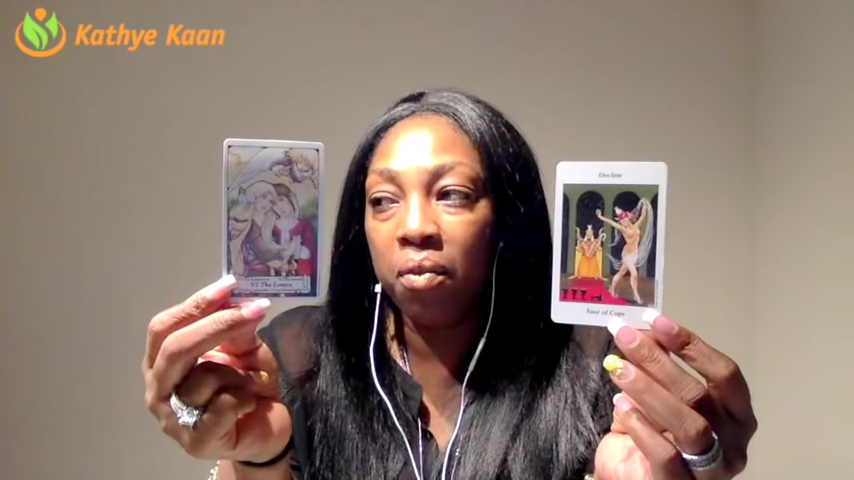 Kathye Kaan
VI The Lovers
Decline
Four of Cups